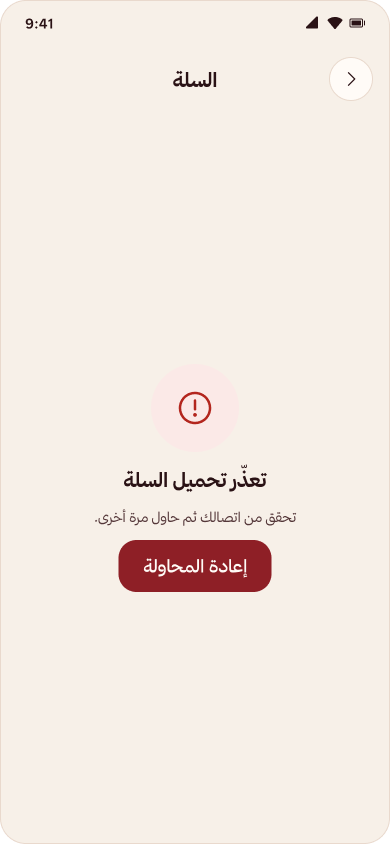 9:41
السلة
تعذّر تحميل السلة
تحقق من اتصالك ثم حاول مرة أخرى.
إعادة المحاولة